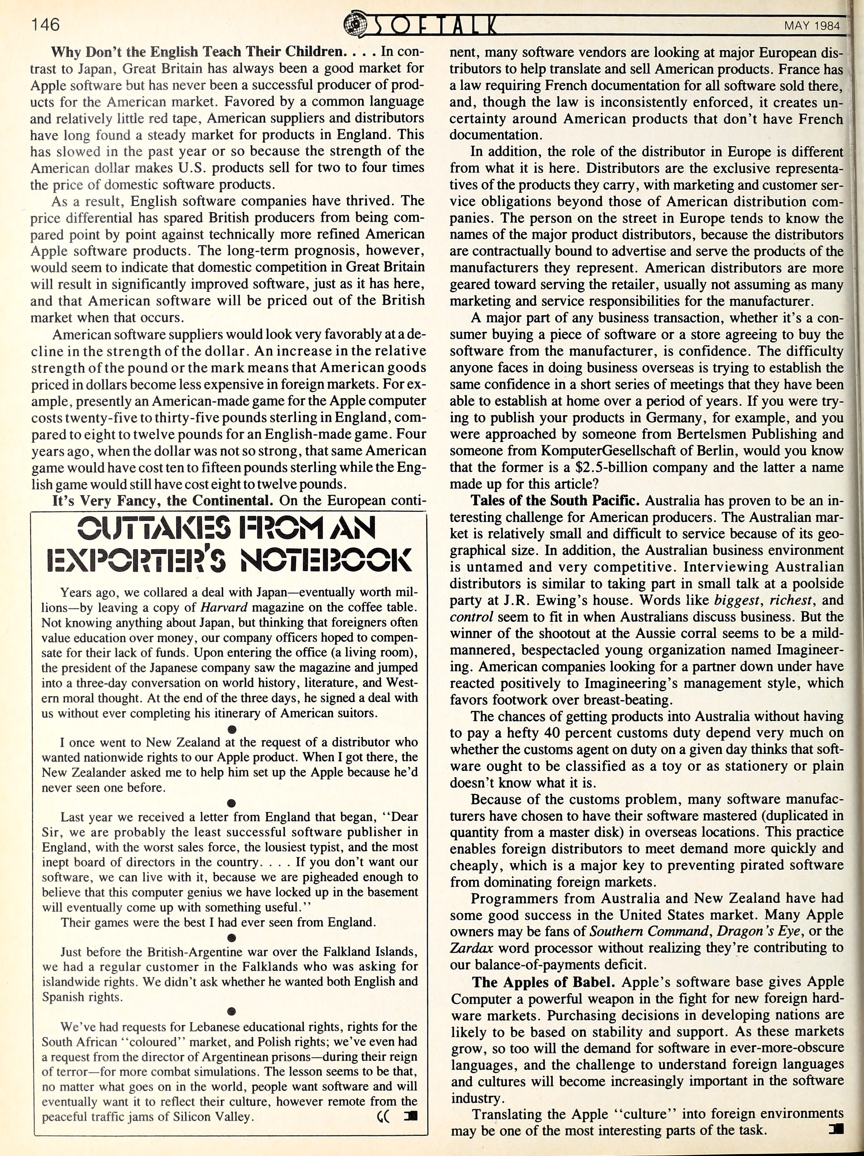 146
SOFTALK
MAY 1984
Why Don't the English Teach Their Children. . . . In con-
trast to Japan, Great Britain has always been a good market for
Apple software but has never been a successful producer of prod-
ucts for the American market. Favored by a common language
and relatively little red tape, American suppliers and distributors
have long found a steady market for products in England. This
has slowed in the past year or so because the strength of the
American dollar makes U.S. products sell for two to four times
the price of domestic software products.
As a result, English software companies have thrived. The
price differential has spared British producers from being com-
pared point by point against technically more refined American
Apple software products. The long-term prognosis, however,
would seem to indicate that domestic competition in Great Britain
will result in significantly improved software, just as it has here,
and that American software will be priced out of the British
market when that occurs.
American software suppliers would look very favorably at a de-
cline in the strength of the dollar. An increase in the relative
strength of the pound or the mark means that American goods
priced in dollars become less expensive in foreign markets. For ex-
ample, presently an American-made game for the Apple computer
costs twenty-five to thirty-five pounds sterling in England, com-
pared to eight to twelve pounds for an English-made game. Four
years ago, when the dollar was not so strong, that same American
game would have cost ten to fifteen pounds sterling while the Eng-
lish game would still have cost eight to twelve pounds.
It's Very Fancy, the Continental. On the European conti-
OUTTAKES FROM AN
EXPORTER'S NOTEBOOK
Years ago, we collared a deal with Japan—eventually worth mil-
lions—by leaving a copy of Harvard magazine on the coffee table.
Not knowing anything about Japan, but thinking that foreigners often
value education over money, our company officers hoped to compen-
sate for their lack of funds. Upon entering the office (a living room),
the president of the Japanese company saw the magazine and jumped
into a three-day conversation on world history, literature, and West-
ern moral thought. At the end of the three days, he signed a deal with
us without ever completing his itinerary of American suitors.
●
I once went to New Zealand at the request of a distributor who
wanted nationwide rights to our Apple product. When I got there, the
New Zealander asked me to help him set up the Apple because he'd
never seen one before.
●
Last year we received a letter from England that began, "Dear
Sir, we are probably the least successful software publisher in
England, with the worst sales force, the lousiest typist, and the most
inept board of directors in the country. . . . If you don't want our
software, we can live with it, because we are pigheaded enough to
believe that this computer genius we have locked up in the basement
will eventually come up with something useful."
Their games were the best I had ever seen from England.
●
Just before the British-Argentine war over the Falkland Islands,
we had a regular customer in the Falklands who was asking for
islandwide rights. We didn't ask whether he wanted both English and
Spanish rights.
●
We've had requests for Lebanese educational rights, rights for the
South African "coloured" market, and Polish rights; we've even had
a request from the director of Argentinean prisons—during their reign
of terror—for more combat simulations. The lesson seems to be that,
no matter what goes on in the world, people want software and will
eventually want it to reflect their culture, however remote from the
peaceful traffic jams of Silicon Valley. GC
nent, many software vendors are looking at major European dis-
tributors to help translate and sell American products. France has
a law requiring French documentation for all software sold there,
and, though the law is inconsistently enforced, it creates un-
certainty around American products that don't have French
documentation.
In addition, the role of the distributor in Europe is different
from what it is here. Distributors are the exclusive representa-
tives of the products they carry, with marketing and customer ser-
vice obligations beyond those of American distribution com-
panies. The person on the street in Europe tends to know the
names of the major product distributors, because the distributors
are contractually bound to advertise and serve the products of the
manufacturers they represent. American distributors are more
geared toward serving the retailer, usually not assuming as many
marketing and service responsibilities for the manufacturer.
A major part of any business transaction, whether it's a con-
sumer buying a piece of software or a store agreeing to buy the
software from the manufacturer, is confidence. The difficulty
anyone faces in doing business overseas is trying to establish the
same confidence in a short series of meetings that they have been
able to establish at home over a period of years. If you were try-
ing to publish your products in Germany, for example, and you
were approached by someone from Bertelsmen Publishing and
someone from KomputerGesellschaft of Berlin, would you know
that the former is a $2.5-billion company and the latter a name
made up for this article?
Tales of the South Pacific. Australia has proven to be an in-
teresting challenge for American producers. The Australian mar-
ket is relatively small and difficult to service because of its geo-
graphical size. In addition, the Australian business environment
is untamed and very competitive. Interviewing Australian
distributors is similar to taking part in small talk at a poolside
party at J.R. Ewing's house. Words like biggest, richest, and
control seem to fit in when Australians discuss business. But the
winner of the shootout at the Aussie corral seems to be a mild-
mannered, bespectacled young organization named Imagineer-
ing. American companies looking for a partner down under have
reacted positively to Imagineering's management style, which
favors footwork over breast-beating.
The chances of getting products into Australia without having
to pay a hefty 40 percent customs duty depend very much on
whether the customs agent on duty on a given day thinks that soft-
ware ought to be classified as a toy or as stationery or plain
doesn't know what it is.
Because of the customs problem, many software manufac-
turers have chosen to have their software mastered (duplicated in
quantity from a master disk) in overseas locations. This practice
enables foreign distributors to meet demand more quickly and
cheaply, which is a major key to preventing pirated software
from dominating foreign markets.
Programmers from Australia and New Zealand have had
some good success in the United States market. Many Apple
owners may be fans of Southern Command, Dragon's Eye, or the
Zardax word processor without realizing they're contributing to
our balance-of-payments deficit.
The Apples of Babel. Apple's software base gives Apple
Computer a powerful weapon in the fight for new foreign hard-
ware markets. Purchasing decisions in developing nations are
likely to be based on stability and support. As these markets
grow, so too will the demand for software in ever-more-obscure
languages, and the challenge to understand foreign languages
and cultures will become increasingly important in the software
industry.
Translating the Apple "culture" into foreign environments
may be one of the most interesting parts of the task.